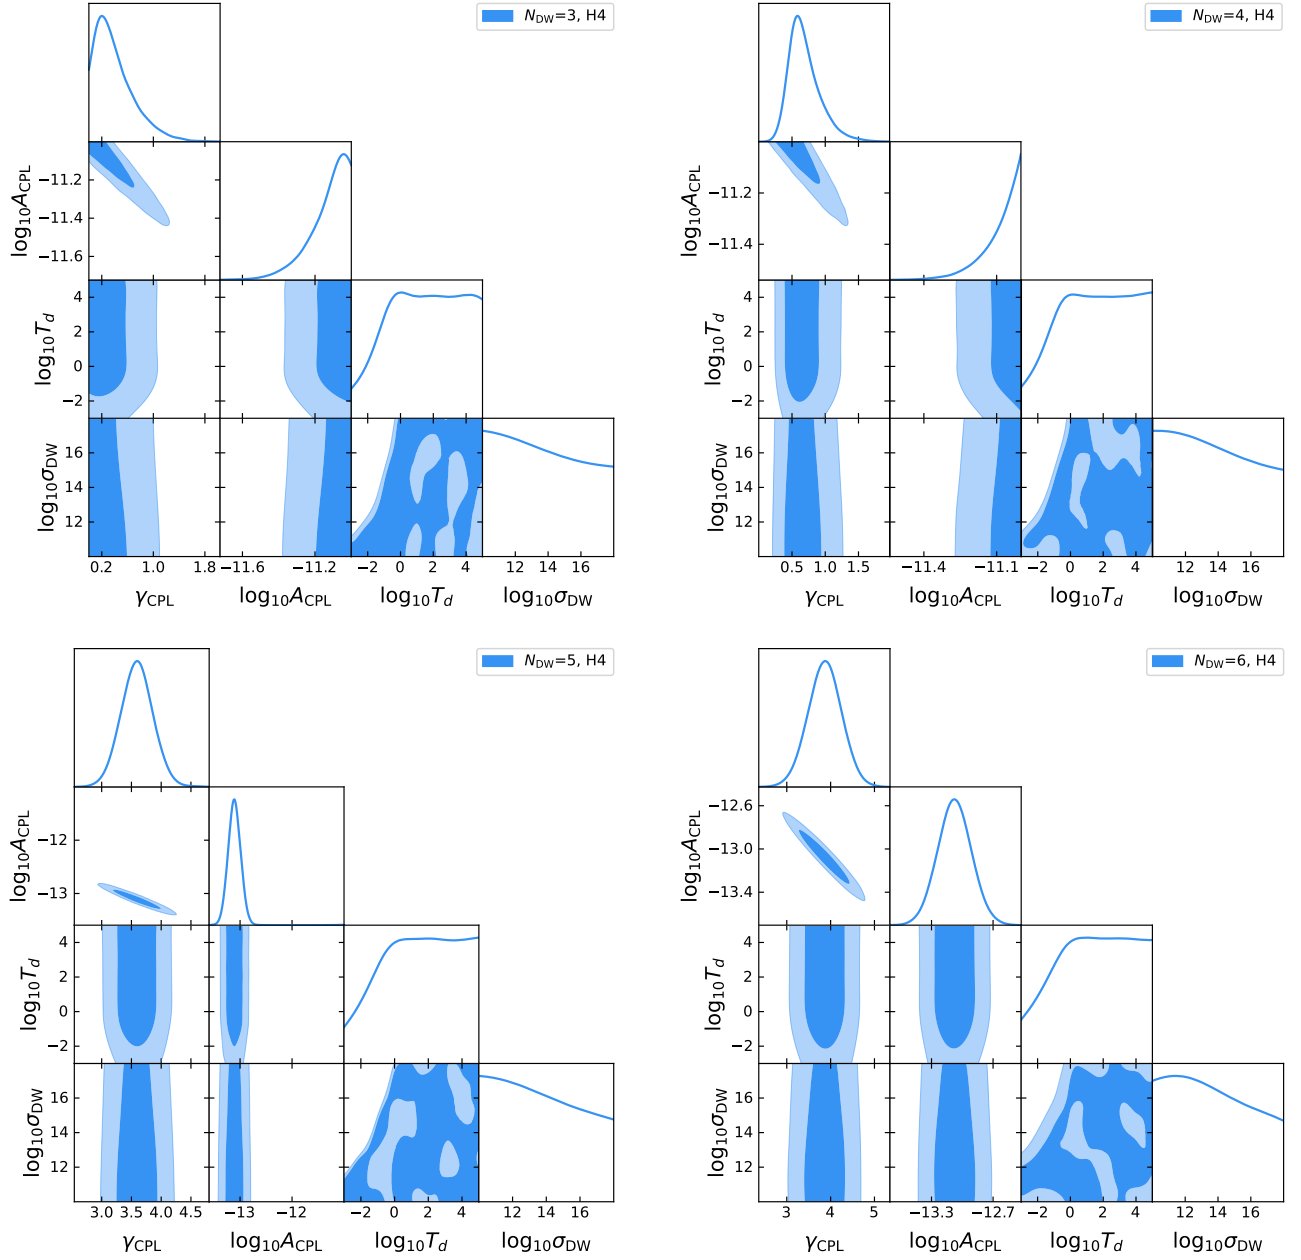 N_DW=3, H4
log₁₀A_CPL
−11.2
−11.6
log₁₀T_d
4
2
0
−2
log₁₀σ_DW
16
14
12
0.2 1.0 1.8
−11.6 −11.2
−2 0 2 4
12 14 16
γ_CPL log₁₀A_CPL log₁₀T_d log₁₀σ_DW
N_DW=4, H4
log₁₀A_CPL
−11.2
−11.4
log₁₀T_d
4
2
0
−2
log₁₀σ_DW
16
14
12
0.5 1.0 1.5
−11.4 −11.1
−2 0 2 4
12 14 16
γ_CPL log₁₀A_CPL log₁₀T_d log₁₀σ_DW
N_DW=5, H4
log₁₀A_CPL
−12
−13
log₁₀T_d
4
2
0
−2
log₁₀σ_DW
16
14
12
3.0 3.5 4.0 4.5
−13 −12
−2 0 2 4
12 14 16
γ_CPL log₁₀A_CPL log₁₀T_d log₁₀σ_DW
N_DW=6, H4
log₁₀A_CPL
−12.6
−13.0
−13.4
log₁₀T_d
4
2
0
−2
log₁₀σ_DW
16
14
12
3 4 5
−13.3 −12.7
−2 0 2 4
12 14 16
γ_CPL log₁₀A_CPL log₁₀T_d log₁₀σ_DW